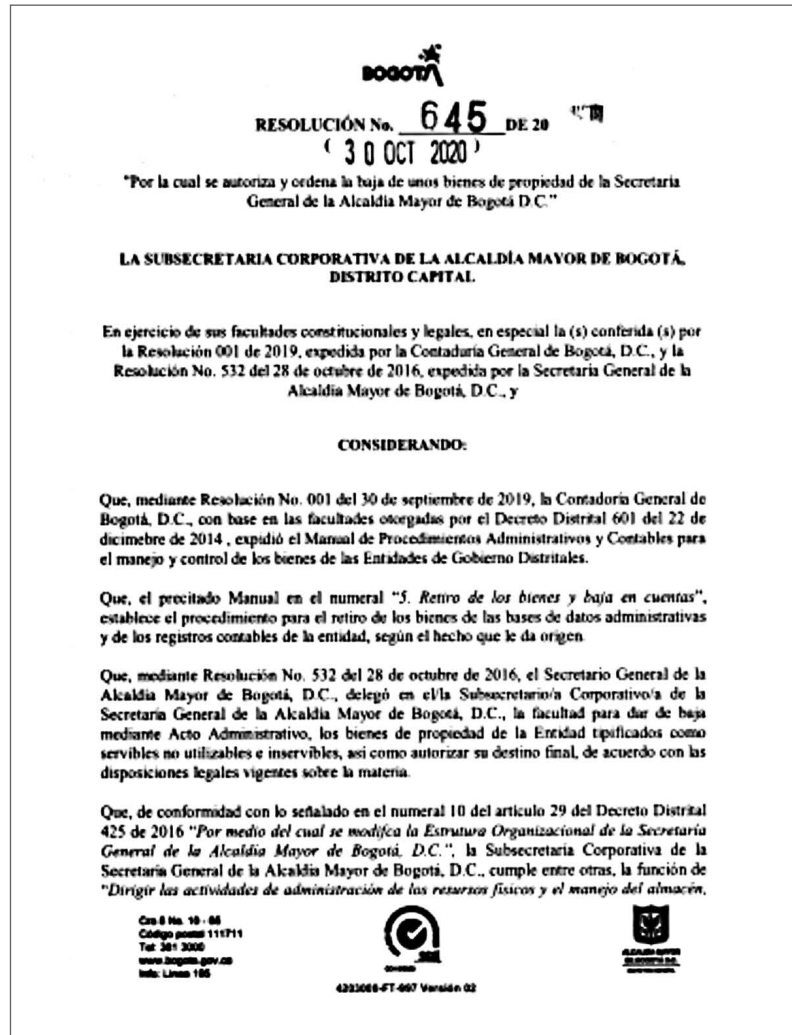 BOGOTÁ
RESOLUCIÓN No. 645 DE 20
( 30 OCT 2020 )
"Por la cual se autoriza y ordena la baja de unos bienes de propiedad de la Secretaría
General de la Alcaldía Mayor de Bogotá D.C."
LA SUBSECRETARIA CORPORATIVA DE LA ALCALDÍA MAYOR DE BOGOTÁ,
DISTRITO CAPITAL
En ejercicio de sus facultades constitucionales y legales, en especial la (s) conferida (s) por
la Resolución 001 de 2019, expedida por la Contaduría General de Bogotá, D.C., y la
Resolución No. 532 del 28 de octubre de 2016, expedida por la Secretaría General de la
Alcaldía Mayor de Bogotá, D.C., y
CONSIDERANDO:
Que, mediante Resolución No. 001 del 30 de septiembre de 2019, la Contadora General de
Bogotá, D.C., con base en las facultades otorgadas por el Decreto Distrital 601 del 22 de
dicimebre de 2014 , expidió el Manual de Procedimientos Administrativos y Contables para
el manejo y control de los bienes de las Entidades de Gobierno Distritales.
Que, el precitado Manual en el numeral "5. Retiro de los bienes y baja en cuentas",
establece el procedimiento para el retiro de los bienes de las bases de datos administrativas
y de los registros contables de la entidad, según el hecho que le da origen.
Que, mediante Resolución No. 532 del 28 de octubre de 2016, el Secretario General de la
Alcaldía Mayor de Bogotá, D.C., delegó en el/la Subsecretario/a Corporativo/a de la
Secretaría General de la Alcaldía Mayor de Bogotá, D.C., la facultad para dar de baja
mediante Acto Administrativo, los bienes de propiedad de la Entidad tipificados como
servibles no utilizables e inservibles, así como autorizar su destino final, de acuerdo con las
disposiciones legales vigentes sobre la materia.
Que, de conformidad con lo señalado en el numeral 10 del artículo 29 del Decreto Distrital
425 de 2016 "Por medio del cual se modifca la Estrutura Organizacional de la Secretaría
General de la Alcaldía Mayor de Bogotá, D.C.", la Subsecretaría Corporativa de la
Secretaría General de la Alcaldía Mayor de Bogotá, D.C., cumple entre otras, la función de
"Dirigir las actividades de administración de los resursos físicos y el manejo del almacén,
Cra 8 No. 10 - 65
Código postal 111711
Tel: 381 3000
www.bogota.gov.co
Info: Línea 195
4233000-FT-997 Versión 02
ALCALDÍA MAYOR
DE BOGOTÁ D.C.